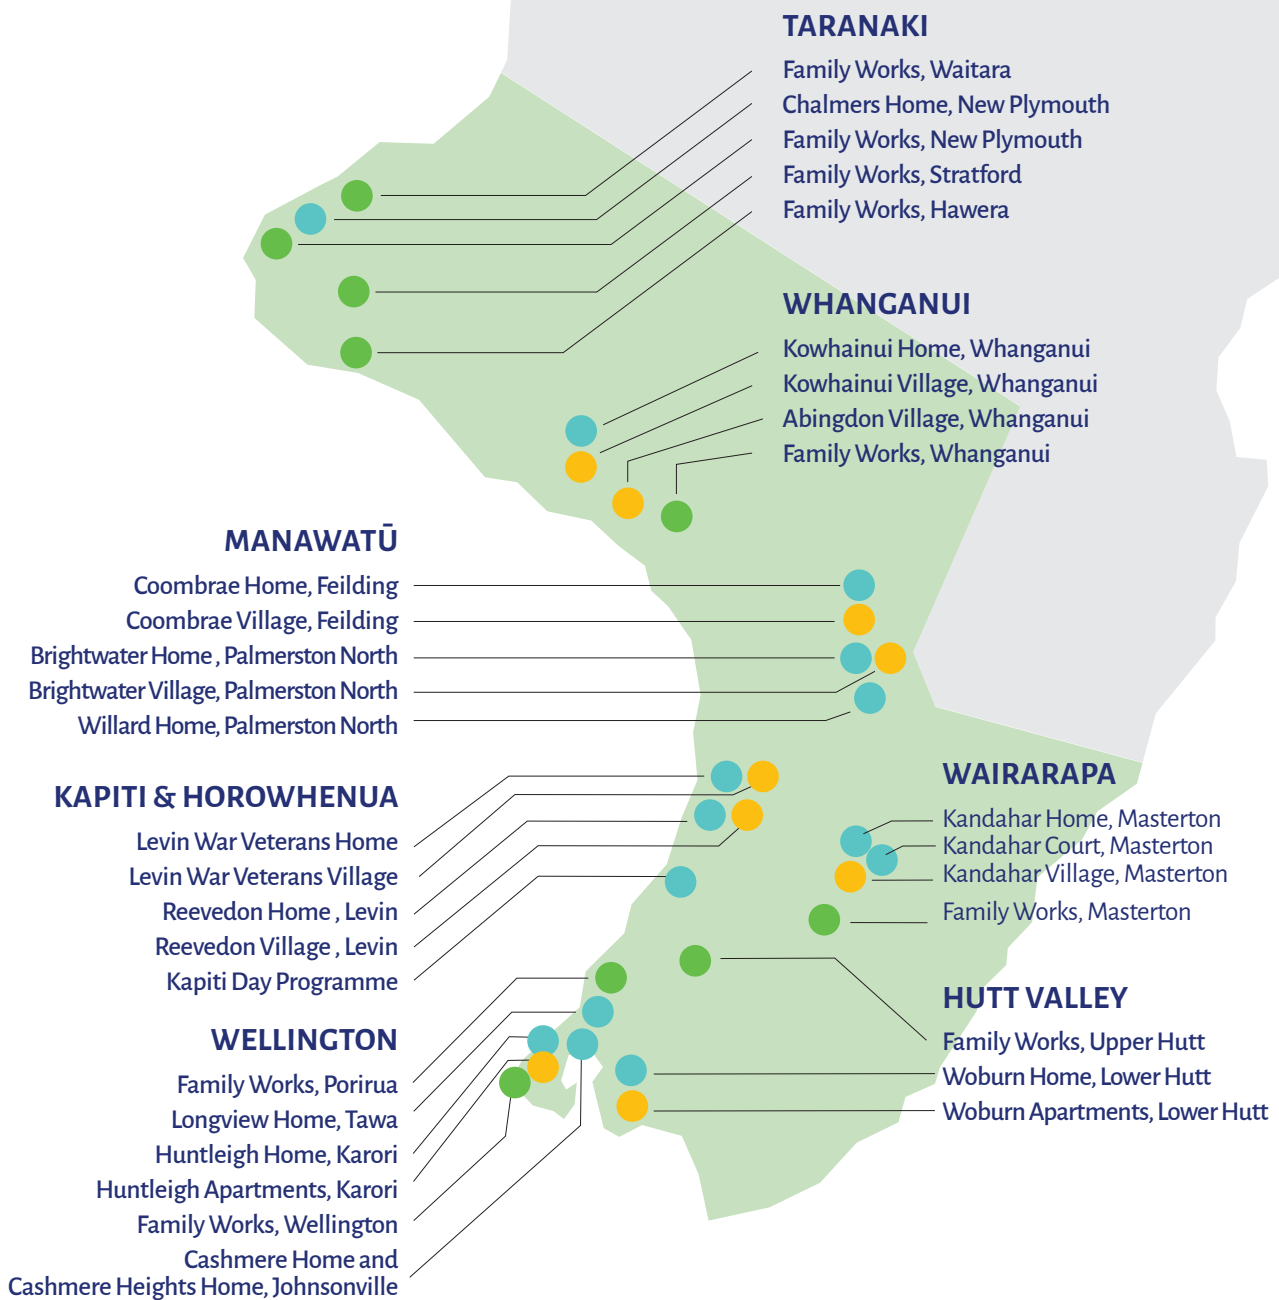 TARANAKI
Family Works, Waitara
Chalmers Home, New Plymouth
Family Works, New Plymouth
Family Works, Stratford
Family Works, Hawera
WHANGANUI
Kowhainui Home, Whanganui
Kowhainui Village, Whanganui
Abingdon Village, Whanganui
Family Works, Whanganui
MANAWATŪ
Coombrae Home, Feilding
Coombrae Village, Feilding
Brightwater Home , Palmerston North
Brightwater Village, Palmerston North
Willard Home, Palmerston North
KAPITI & HOROWHENUA
Levin War Veterans Home
Levin War Veterans Village
Reevedon Home , Levin
Reevedon Village , Levin
Kapiti Day Programme
WAIRARAPA
Kandahar Home, Masterton
Kandahar Court, Masterton
Kandahar Village, Masterton
Family Works, Masterton
HUTT VALLEY
Family Works, Upper Hutt
Woburn Home, Lower Hutt
Woburn Apartments, Lower Hutt
WELLINGTON
Family Works, Porirua
Longview Home, Tawa
Huntleigh Home, Karori
Huntleigh Apartments, Karori
Family Works, Wellington
Cashmere Home and
Cashmere Heights Home, Johnsonville